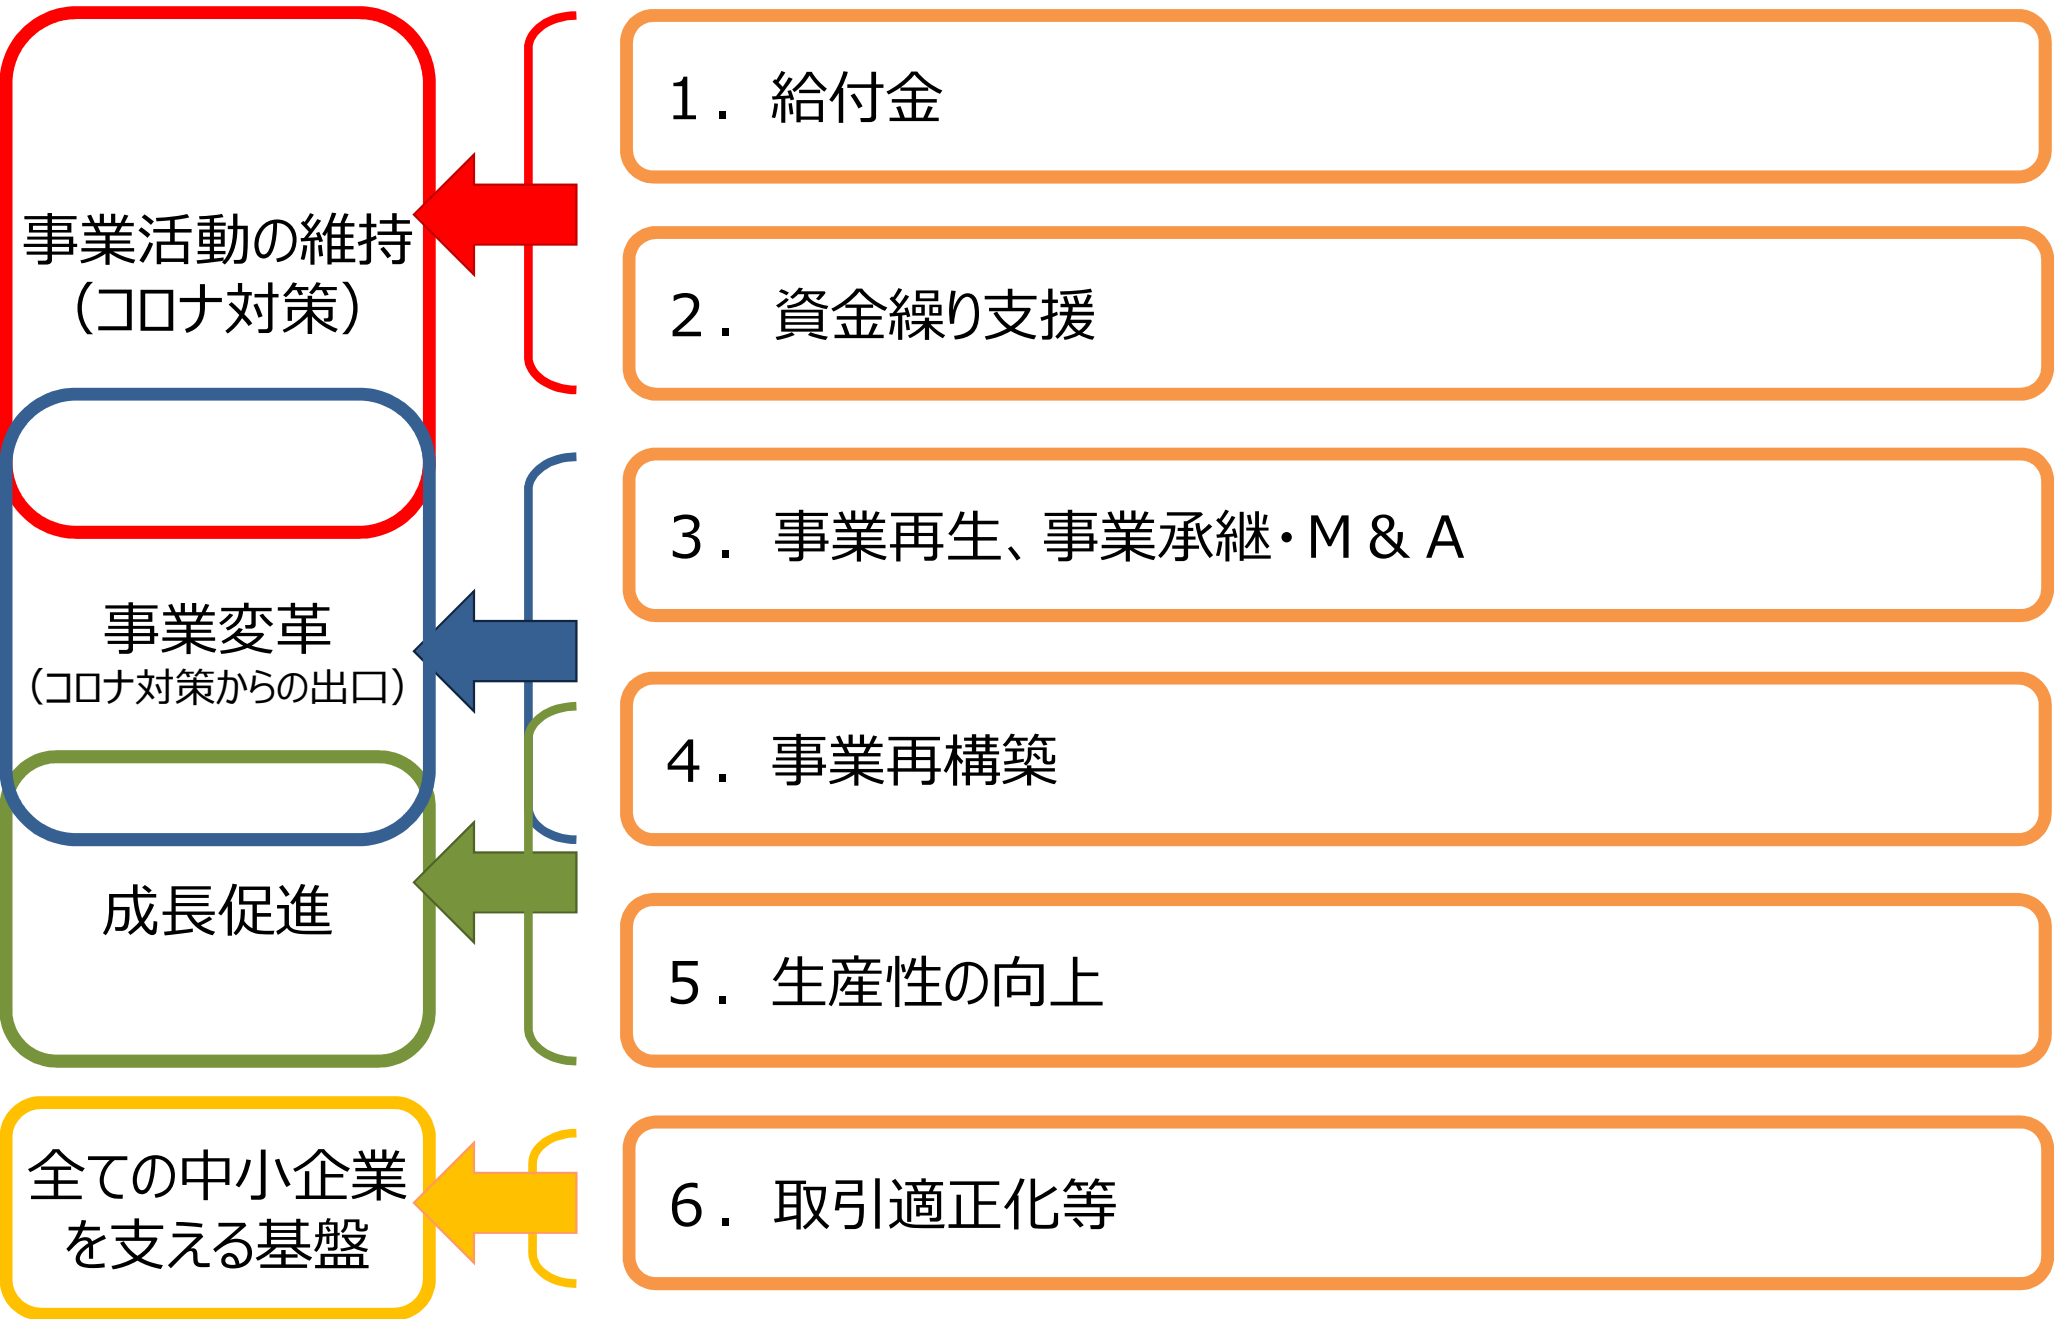 事業活動の維持
（コロナ対策）
事業変革
（コロナ対策からの出口）
成長促進
全ての中小企業
を支える基盤
１．給付金
２．資金繰り支援
３．事業再生、事業承継・Ｍ＆Ａ
４．事業再構築
５．生産性の向上
６．取引適正化等